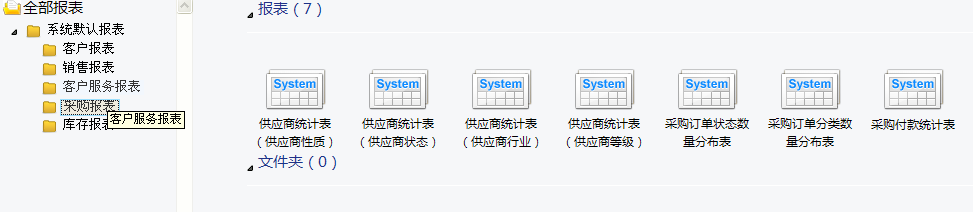 全部报表
系统默认报表
客户报表
销售报表
客户服务报表
采购报表
客户服务报表
库存报表
报表（7）
System System System System System System System
供应商统计表（供应商性质）
供应商统计表（供应商状态）
供应商统计表（供应商行业）
供应商统计表（供应商等级）
采购订单状态数量分布表
采购订单分类数量分布表
采购付款统计表
文件夹（0）